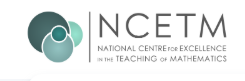 NCETM
NATIONAL CENTRE FOR EXCELLENCE
IN THE TEACHING OF MATHEMATICS